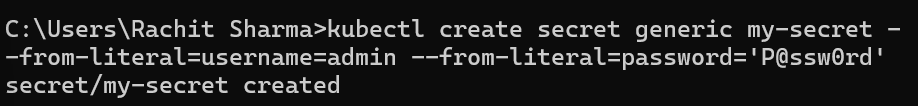 C:\Users\Rachit Sharma>kubectl create secret generic my-secret -
-from-literal=username=admin --from-literal=password='P@ssw0rd'
secret/my-secret created